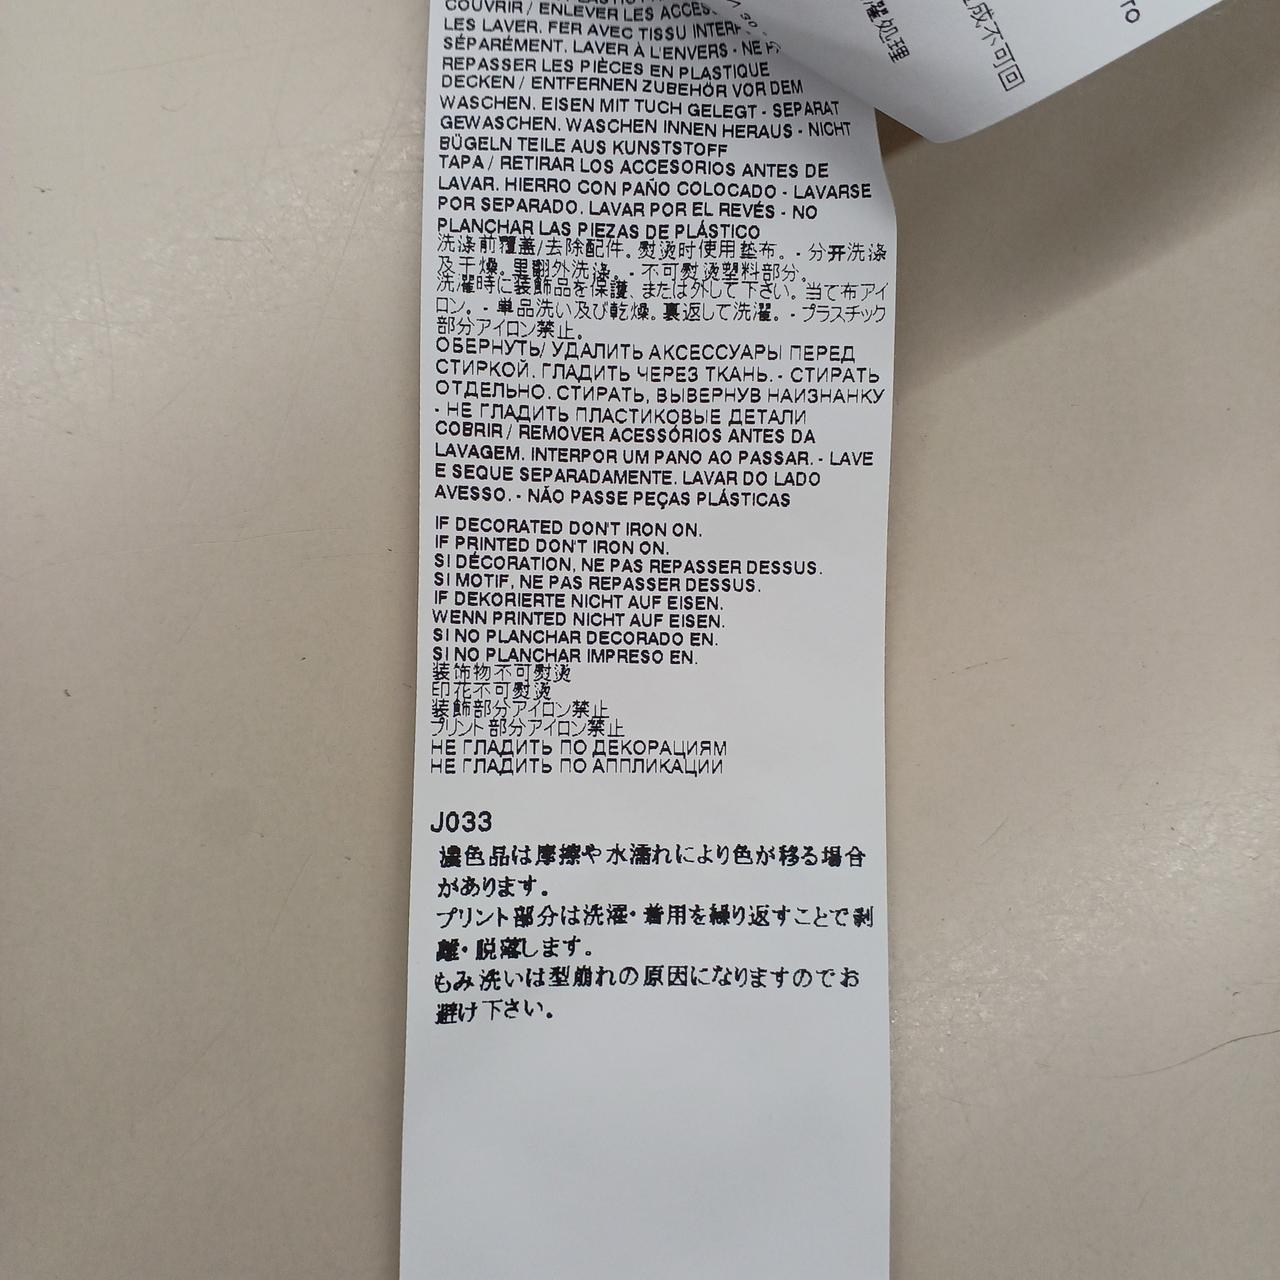 COUVRIR / ENLEVER LES ACCES
LES LAVER. FER AVEC TISSU INTERP
SÉPARÉMENT. LAVER À L'ENVERS - NE
REPASSER LES PIÈCES EN PLASTIQUE
DECKEN / ENTFERNEN ZUBEHÖR VOR DEM
WASCHEN. EISEN MIT TUCH GELEGT - SEPARAT
GEWASCHEN. WASCHEN INNEN HERAUS - NICHT
BÜGELN TEILE AUS KUNSTSTOFF
TAPA / RETIRAR LOS ACCESORIOS ANTES DE
LAVAR. HIERRO CON PAÑO COLOCADO - LAVARSE
POR SEPARADO. LAVAR POR EL REVÉS - NO
PLANCHAR LAS PIEZAS DE PLÁSTICO
洗涤前覆盖/去除配件。熨烫时使用垫布。 - 分开洗涤
及干燥。里翻外洗涤。 - 不可熨烫塑料部分。
洗濯時に装飾品を保護、または外して下さい。当て布アイ
ロン。 - 単品洗い及び乾燥。裏返して洗濯。 - プラスチック
部分アイロン禁止。
ОБЕРНУТЬ/ УДАЛИТЬ АКСЕССУАРЫ ПЕРЕД
СТИРКОЙ. ГЛАДИТЬ ЧЕРЕЗ ТКАНЬ. - СТИРАТЬ
ОТДЕЛЬНО. СТИРАТЬ, ВЫВЕРНУВ НАИЗНАНКУ
- НЕ ГЛАДИТЬ ПЛАСТИКОВЫЕ ДЕТАЛИ
COBRIR / REMOVER ACESSÓRIOS ANTES DA
LAVAGEM. INTERPOR UM PANO AO PASSAR. - LAVE
E SEQUE SEPARADAMENTE. LAVAR DO LADO
AVESSO. - NÃO PASSE PEÇAS PLÁSTICAS
IF DECORATED DON'T IRON ON.
IF PRINTED DON'T IRON ON.
SI DÉCORATION, NE PAS REPASSER DESSUS.
SI MOTIF, NE PAS REPASSER DESSUS.
IF DEKORIERTE NICHT AUF EISEN.
WENN PRINTED NICHT AUF EISEN.
SI NO PLANCHAR DECORADO EN.
SI NO PLANCHAR IMPRESO EN.
装饰物不可熨烫
印花不可熨烫
装飾部分アイロン禁止
プリント部分アイロン禁止
НЕ ГЛАДИТЬ ПО ДЕКОРАЦИЯМ
НЕ ГЛАДИТЬ ПО АППЛИКАЦИИ
J033
濃色品は摩擦や水濡れにより色が移る場合
があります。
プリント部分は洗濯・着用を繰り返すことで剥
離・脱落します。
もみ洗いは型崩れの原因になりますのでお
避け下さい。
濯処理
成不可回
TO